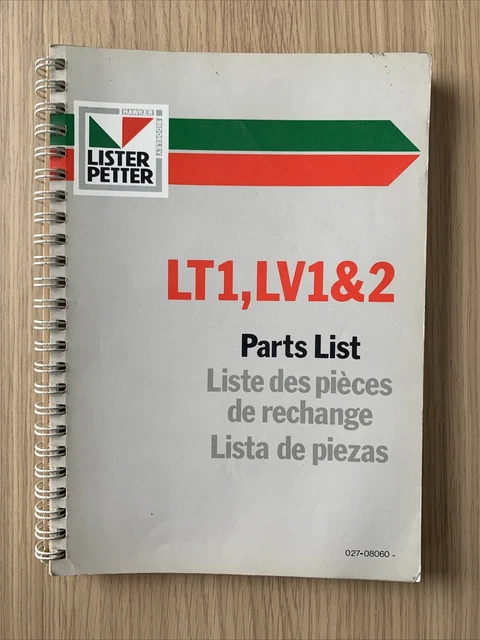 HAWKER
SIDDELEY
LISTER
PETTER
LT1, LV1&2
Parts List
Liste des pièces
de rechange
Lista de piezas
027-08060 -